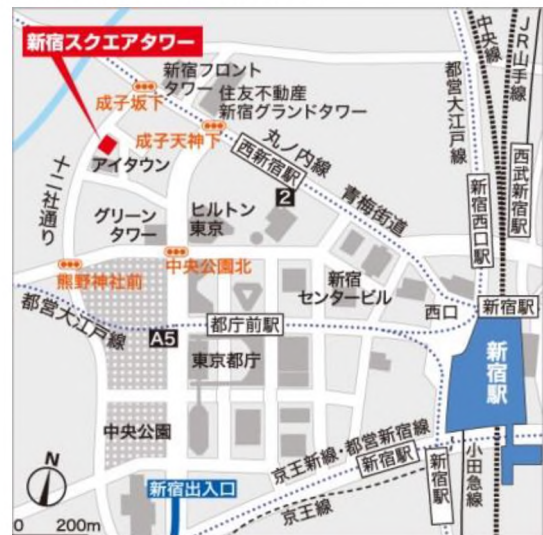 新宿スクエアタワー
成子坂下
新宿フロント
タワー
住友不動産
新宿グランドタワー
成子天神下
アイタウン
十二社通り
丸ノ内線
西新宿駅
青梅街道
都営大江戸線
中央線
JR山手線
西武新宿駅
新宿西口駅
グリーン
タワー
ヒルトン
東京
2
中央公園北
熊野神社前
新宿
センタービル
西口
新宿駅
都営大江戸線
A5
都庁前駅
東京都庁
新宿駅
中央公園
京王新線・都営新宿線
新宿駅
新宿駅
小田急線
京王線
新宿出入口
N
0 200m